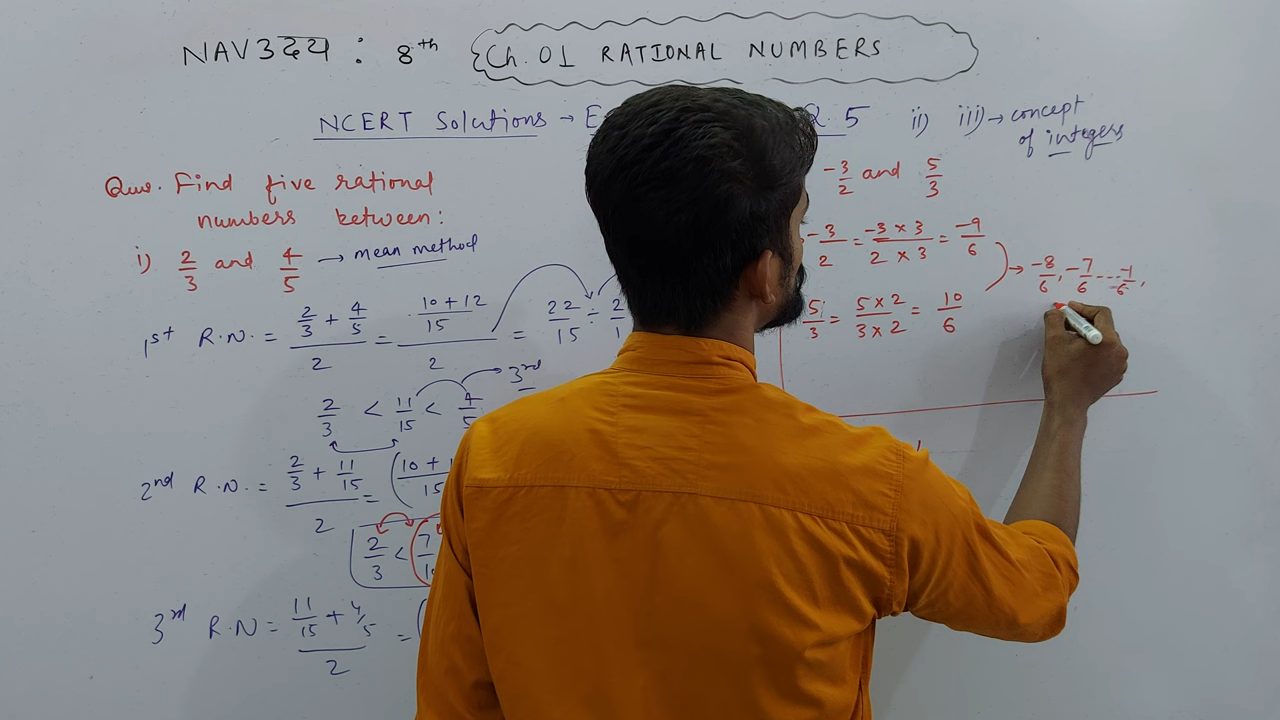 NAV3ਕਕ : 8th Ch. 01 RATIONAL NUMBERS
NCERT Solutions → E Q. 5 ii) iii) → concept of integers
Que. Find five rational
numbers between:
i) 2/3 and 4/5 → mean method
1st R.N. = (2/3 + 4/5)/2 = ((10 + 12)/15)/2 = 22/15 ÷ 2/1
2/3 < 11/15 < 4/5 → 3rd
2nd R.N. = (2/3 + 11/15)/2 = (10 + 1 15
2/3 < 7/10
3rd R.N = (11/15 + 4/5)/2 = (
-3/2 and 5/3
-3/2 = (-3 × 3)/(2 × 3) = -9/6
→ -8/6, -7/6 ---- -1/6,
5/3 = (5 × 2)/(3 × 2) = 10/6